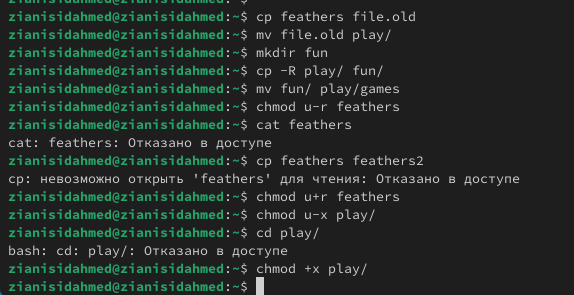 zianisidahmed@zianisidahmed:~$ cp feathers file.old
zianisidahmed@zianisidahmed:~$ mv file.old play/
zianisidahmed@zianisidahmed:~$ mkdir fun
zianisidahmed@zianisidahmed:~$ cp -R play/ fun/
zianisidahmed@zianisidahmed:~$ mv fun/ play/games
zianisidahmed@zianisidahmed:~$ chmod u-r feathers
zianisidahmed@zianisidahmed:~$ cat feathers
cat: feathers: Отказано в доступе
zianisidahmed@zianisidahmed:~$ cp feathers feathers2
cp: невозможно открыть 'feathers' для чтения: Отказано в доступе
zianisidahmed@zianisidahmed:~$ chmod u+r feathers
zianisidahmed@zianisidahmed:~$ chmod u-x play/
zianisidahmed@zianisidahmed:~$ cd play/
bash: cd: play/: Отказано в доступе
zianisidahmed@zianisidahmed:~$ chmod +x play/
zianisidahmed@zianisidahmed:~$